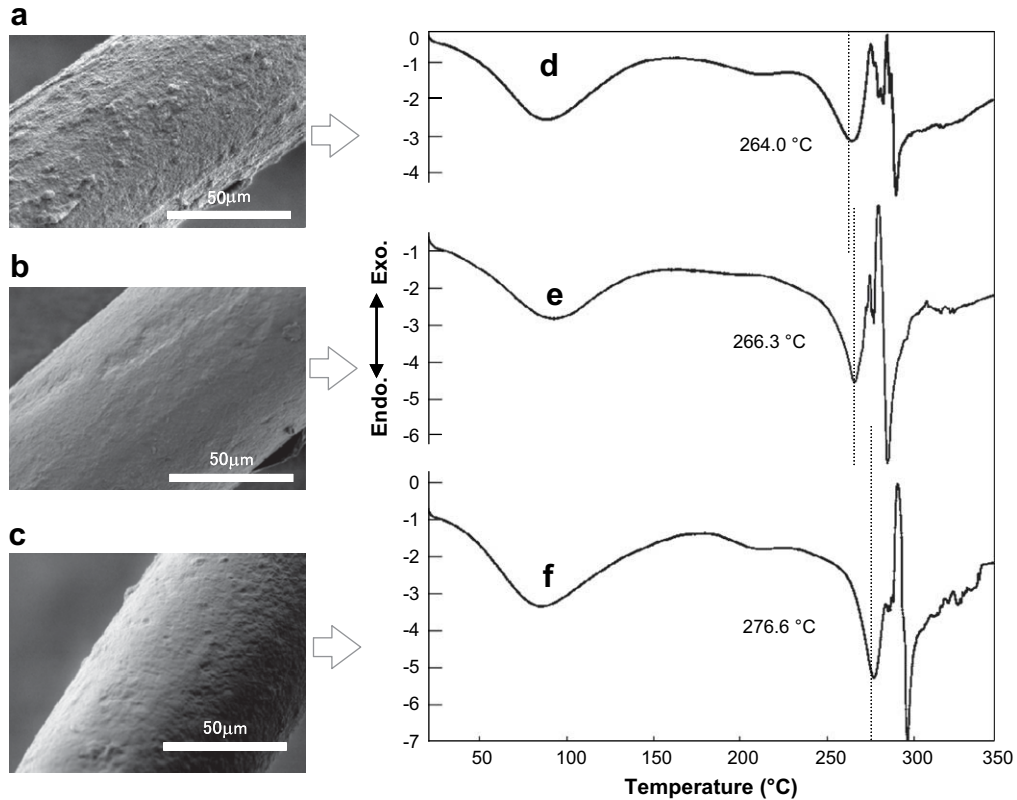 a
50μm
b
50μm
c
50μm
Endo. Exo.
0
-1
-2
-3
-4
d
264.0 °C
-1
-2
-3
-4
-5
-6
e
266.3 °C
0
-1
-2
-3
-4
-5
-6
-7
f
276.6 °C
50 100 150 200 250 300 350
Temperature (°C)